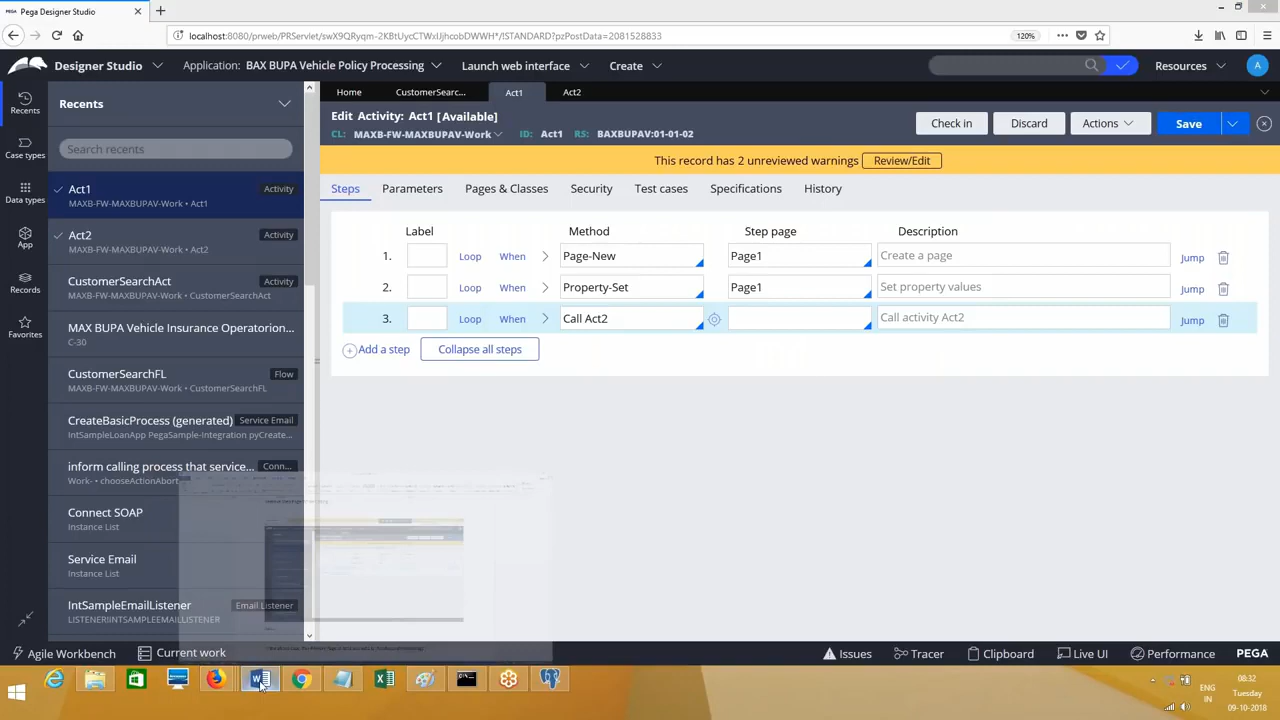 Pega Designer Studio
localhost:8080/prweb/PRServlet/swX9QRyqm-2KBtUycCTWxIJjhcobDWWH*/!STANDARD?pzPostData=2081528833
120%
Designer Studio
Application: BAX BUPA Vehicle Policy Processing
Launch web interface
Create
Resources
A
Recents
Case types
Data types
App
Records
Favorites
Recents
Search recents
Act1 Activity
MAXB-FW-MAXBUPAV-Work • Act1
Act2 Activity
MAXB-FW-MAXBUPAV-Work • Act2
CustomerSearchAct Activity
MAXB-FW-MAXBUPAV-Work • CustomerSearchAct
MAX BUPA Vehicle Insurance Operatorion...
C-30
CustomerSearchFL Flow
MAXB-FW-MAXBUPAV-Work • CustomerSearchFL
CreateBasicProcess (generated) Service Email
IntSampleLoanApp PegaSample-Integration pyCreate...
inform calling process that service... Conn...
Work- • chooseActionAbort
Connect SOAP
Instance List
Service Email
Instance List
IntSampleEmailListener Email Listener
LISTENER!INTSAMPLEEMAILLISTENER
Home CustomerSearc... Act1 Act2
Edit Activity: Act1 [Available]
CL: MAXB-FW-MAXBUPAV-Work ID: Act1 RS: BAXBUPAV:01-01-02
Check in Discard Actions Save
This record has 2 unreviewed warnings Review/Edit
Steps Parameters Pages & Classes Security Test cases Specifications History
Label Method Step page Description
1. Loop When Page-New Page1 Create a page Jump
2. Loop When Property-Set Page1 Set property values Jump
3. Loop When Call Act2 Call activity Act2 Jump
Add a step Collapse all steps
Agile Workbench Current work
Issues Tracer Clipboard Live UI Performance PEGA
ENG
IN
08:32
Tuesday
09-10-2018